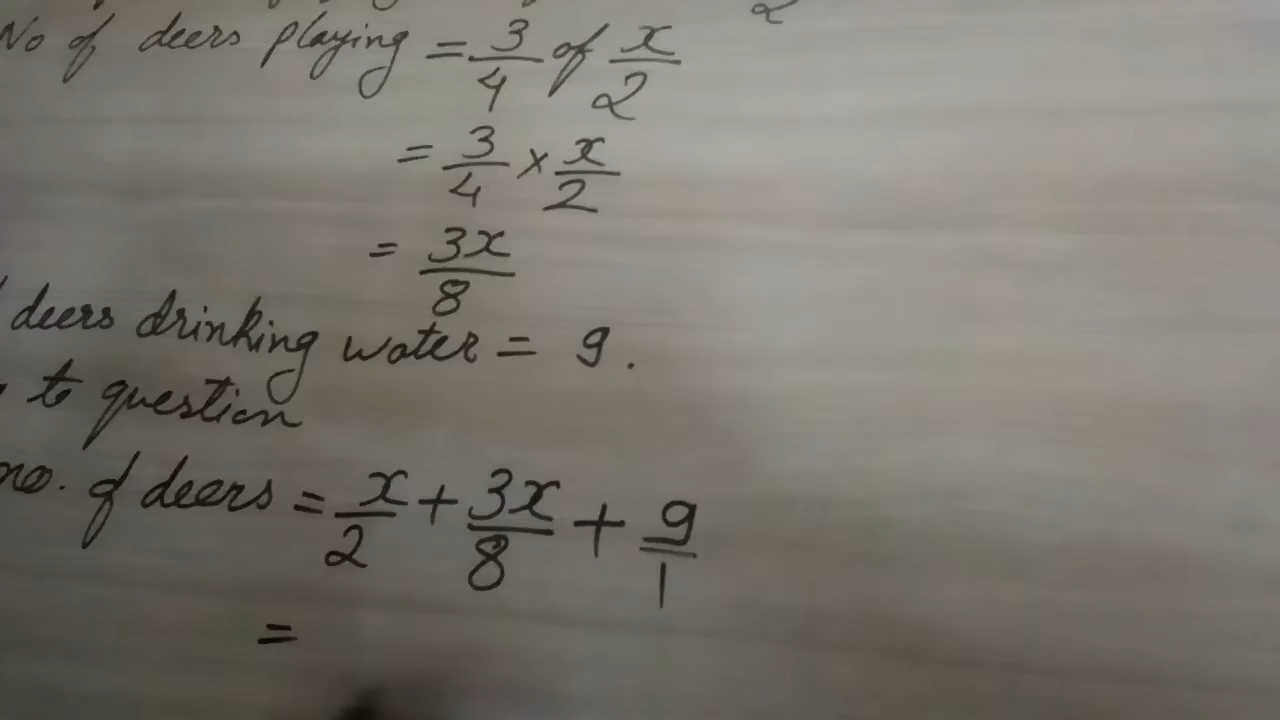 No of deers playing = 3/4 of x/2
= 3/4 × x/2
= 3x/8
deers drinking water = 9.
to question
no. of deers = x/2 + 3x/8 + 9/1
=